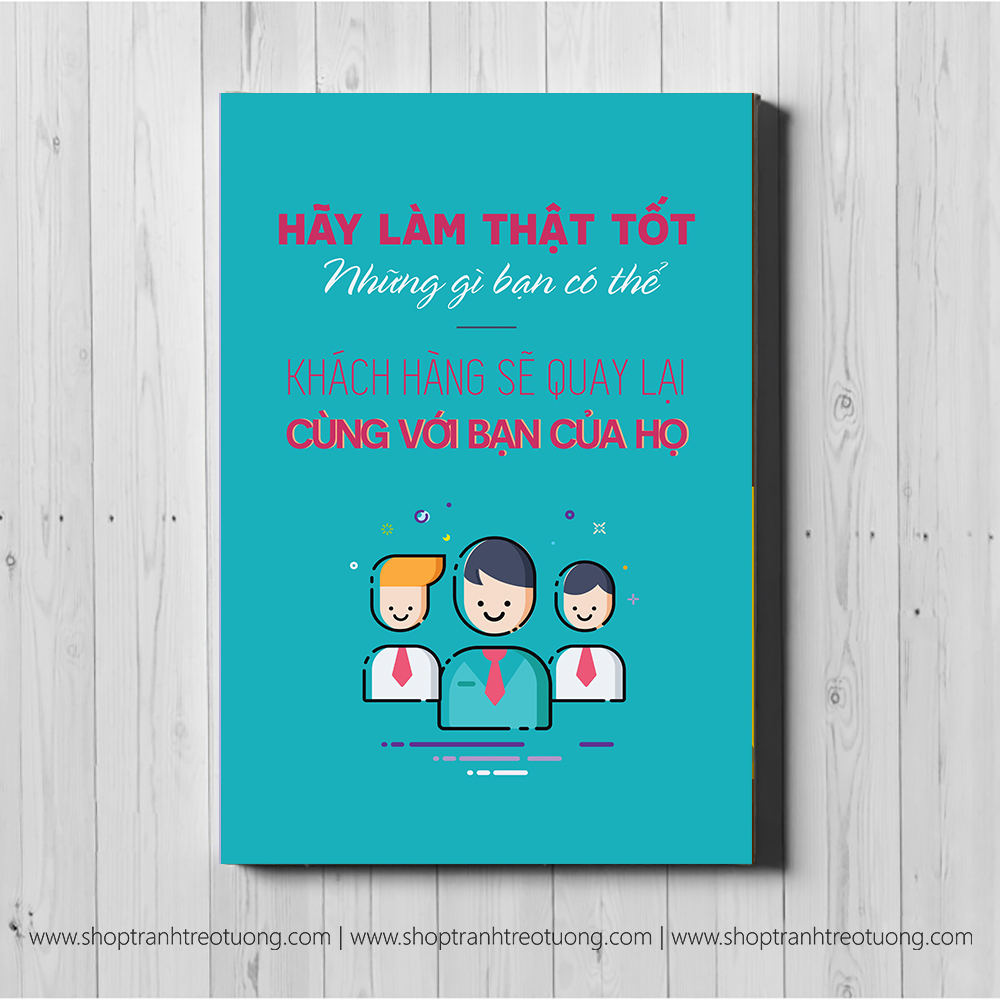 HÃY LÀM THẬT TỐT
Những gì bạn có thể
KHÁCH HÀNG SẼ QUAY LẠI
CÙNG VỚI BẠN CỦA HỌ
www.shoptranhtreotuong.com | www.shoptranhtreotuong.com | www.shoptranhtreotuong.com